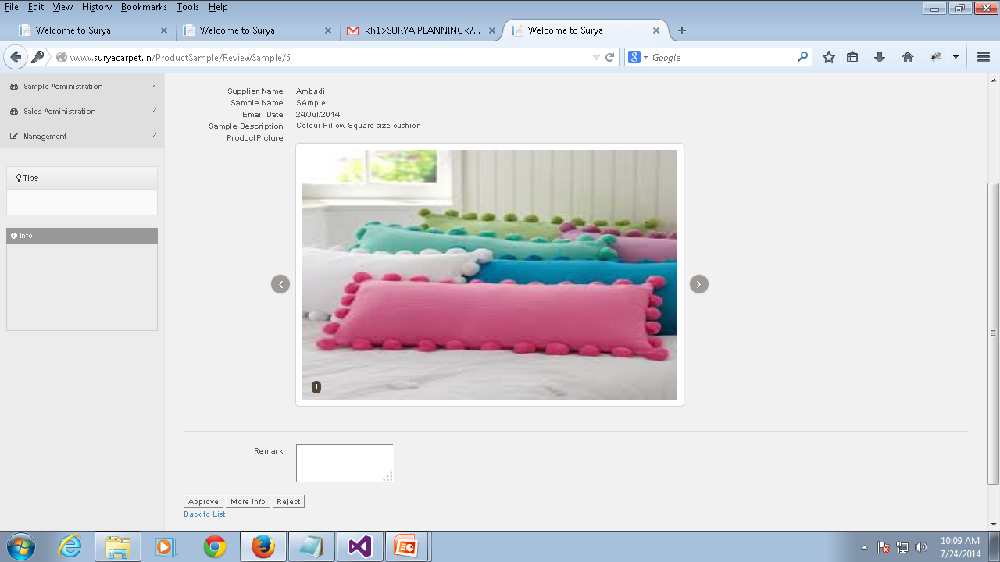 File Edit View History Bookmarks Tools Help
Welcome to Surya
Welcome to Surya
<h1>SURYA PLANNING</...
Welcome to Surya
www.suryacarpet.in/ProductSample/ReviewSample/6
Google
Sample Administration
Sales Administration
Management
Tips
Info
Supplier Name Ambadi
Sample Name SAmple
Email Date 24/Jul/2014
Sample Description Colour Pillow Square size cushion
ProductPicture
1
Remark
Approve More Info Reject
Back to List
10:09 AM
7/24/2014